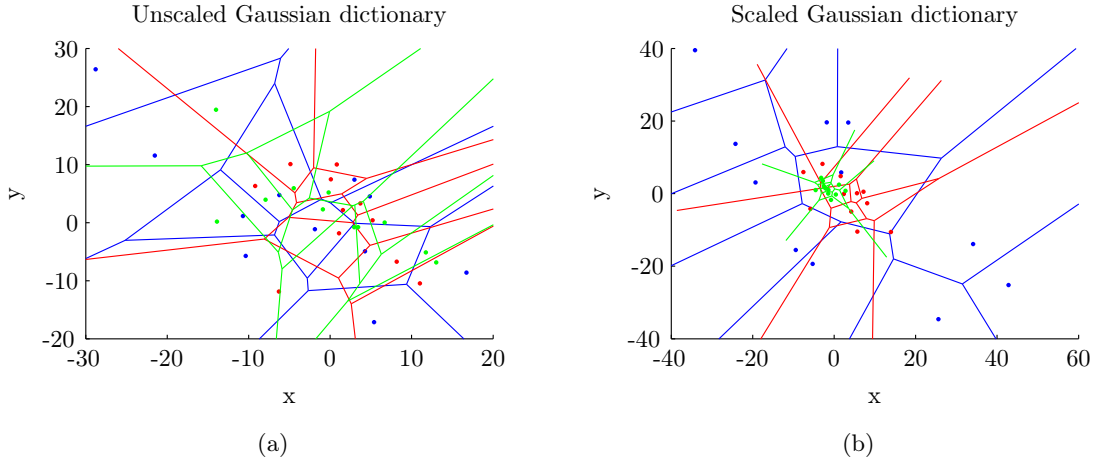 Unscaled Gaussian dictionary
30
20
10
0
-10
-20
y
-30 -20 -10 0 10 20
x
(a)
Scaled Gaussian dictionary
40
20
0
-20
-40
y
-40 -20 0 20 40 60
x
(b)